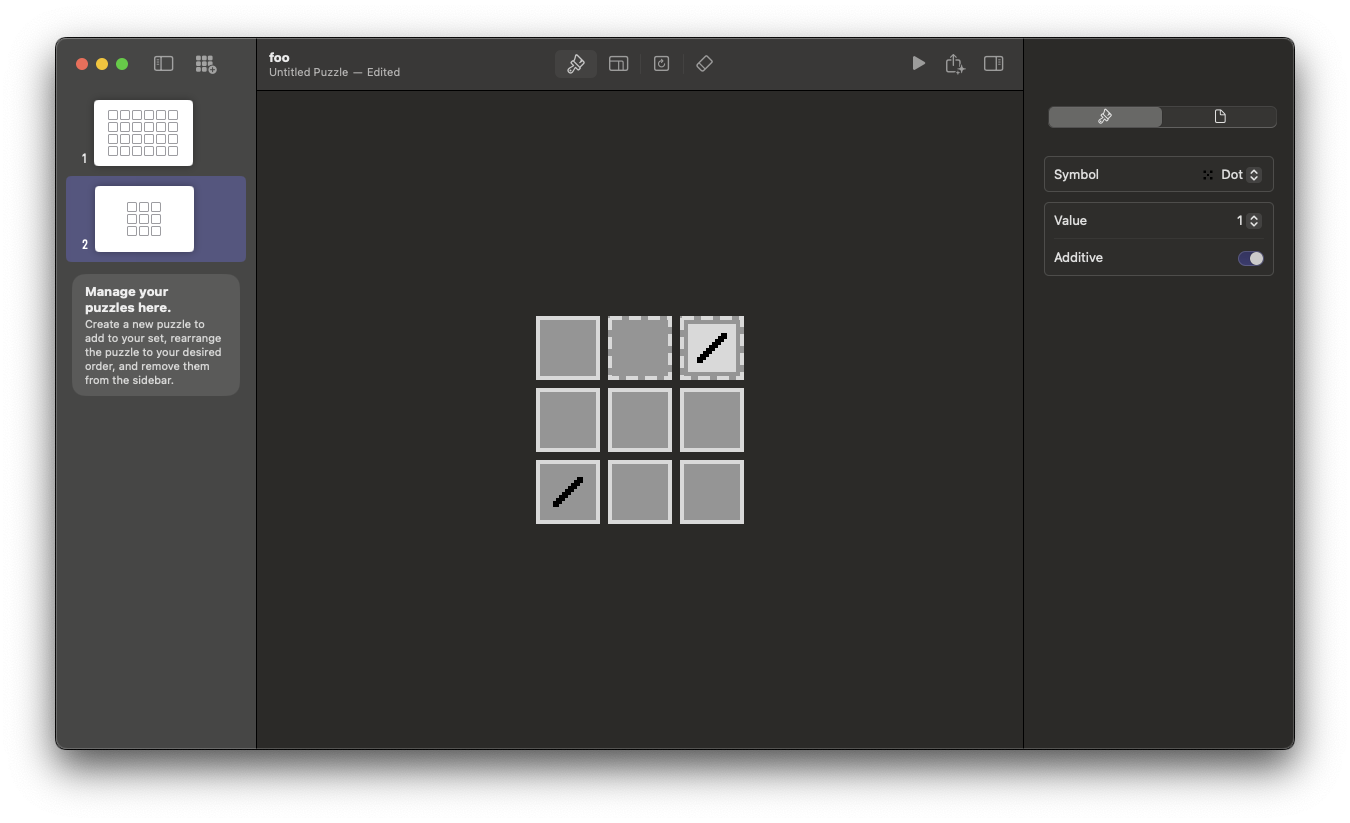 foo
Untitled Puzzle — Edited
1
2
Manage your
puzzles here.
Create a new puzzle to
add to your set, rearrange
the puzzle to your desired
order, and remove them
from the sidebar.
Symbol Dot
Value 1
Additive